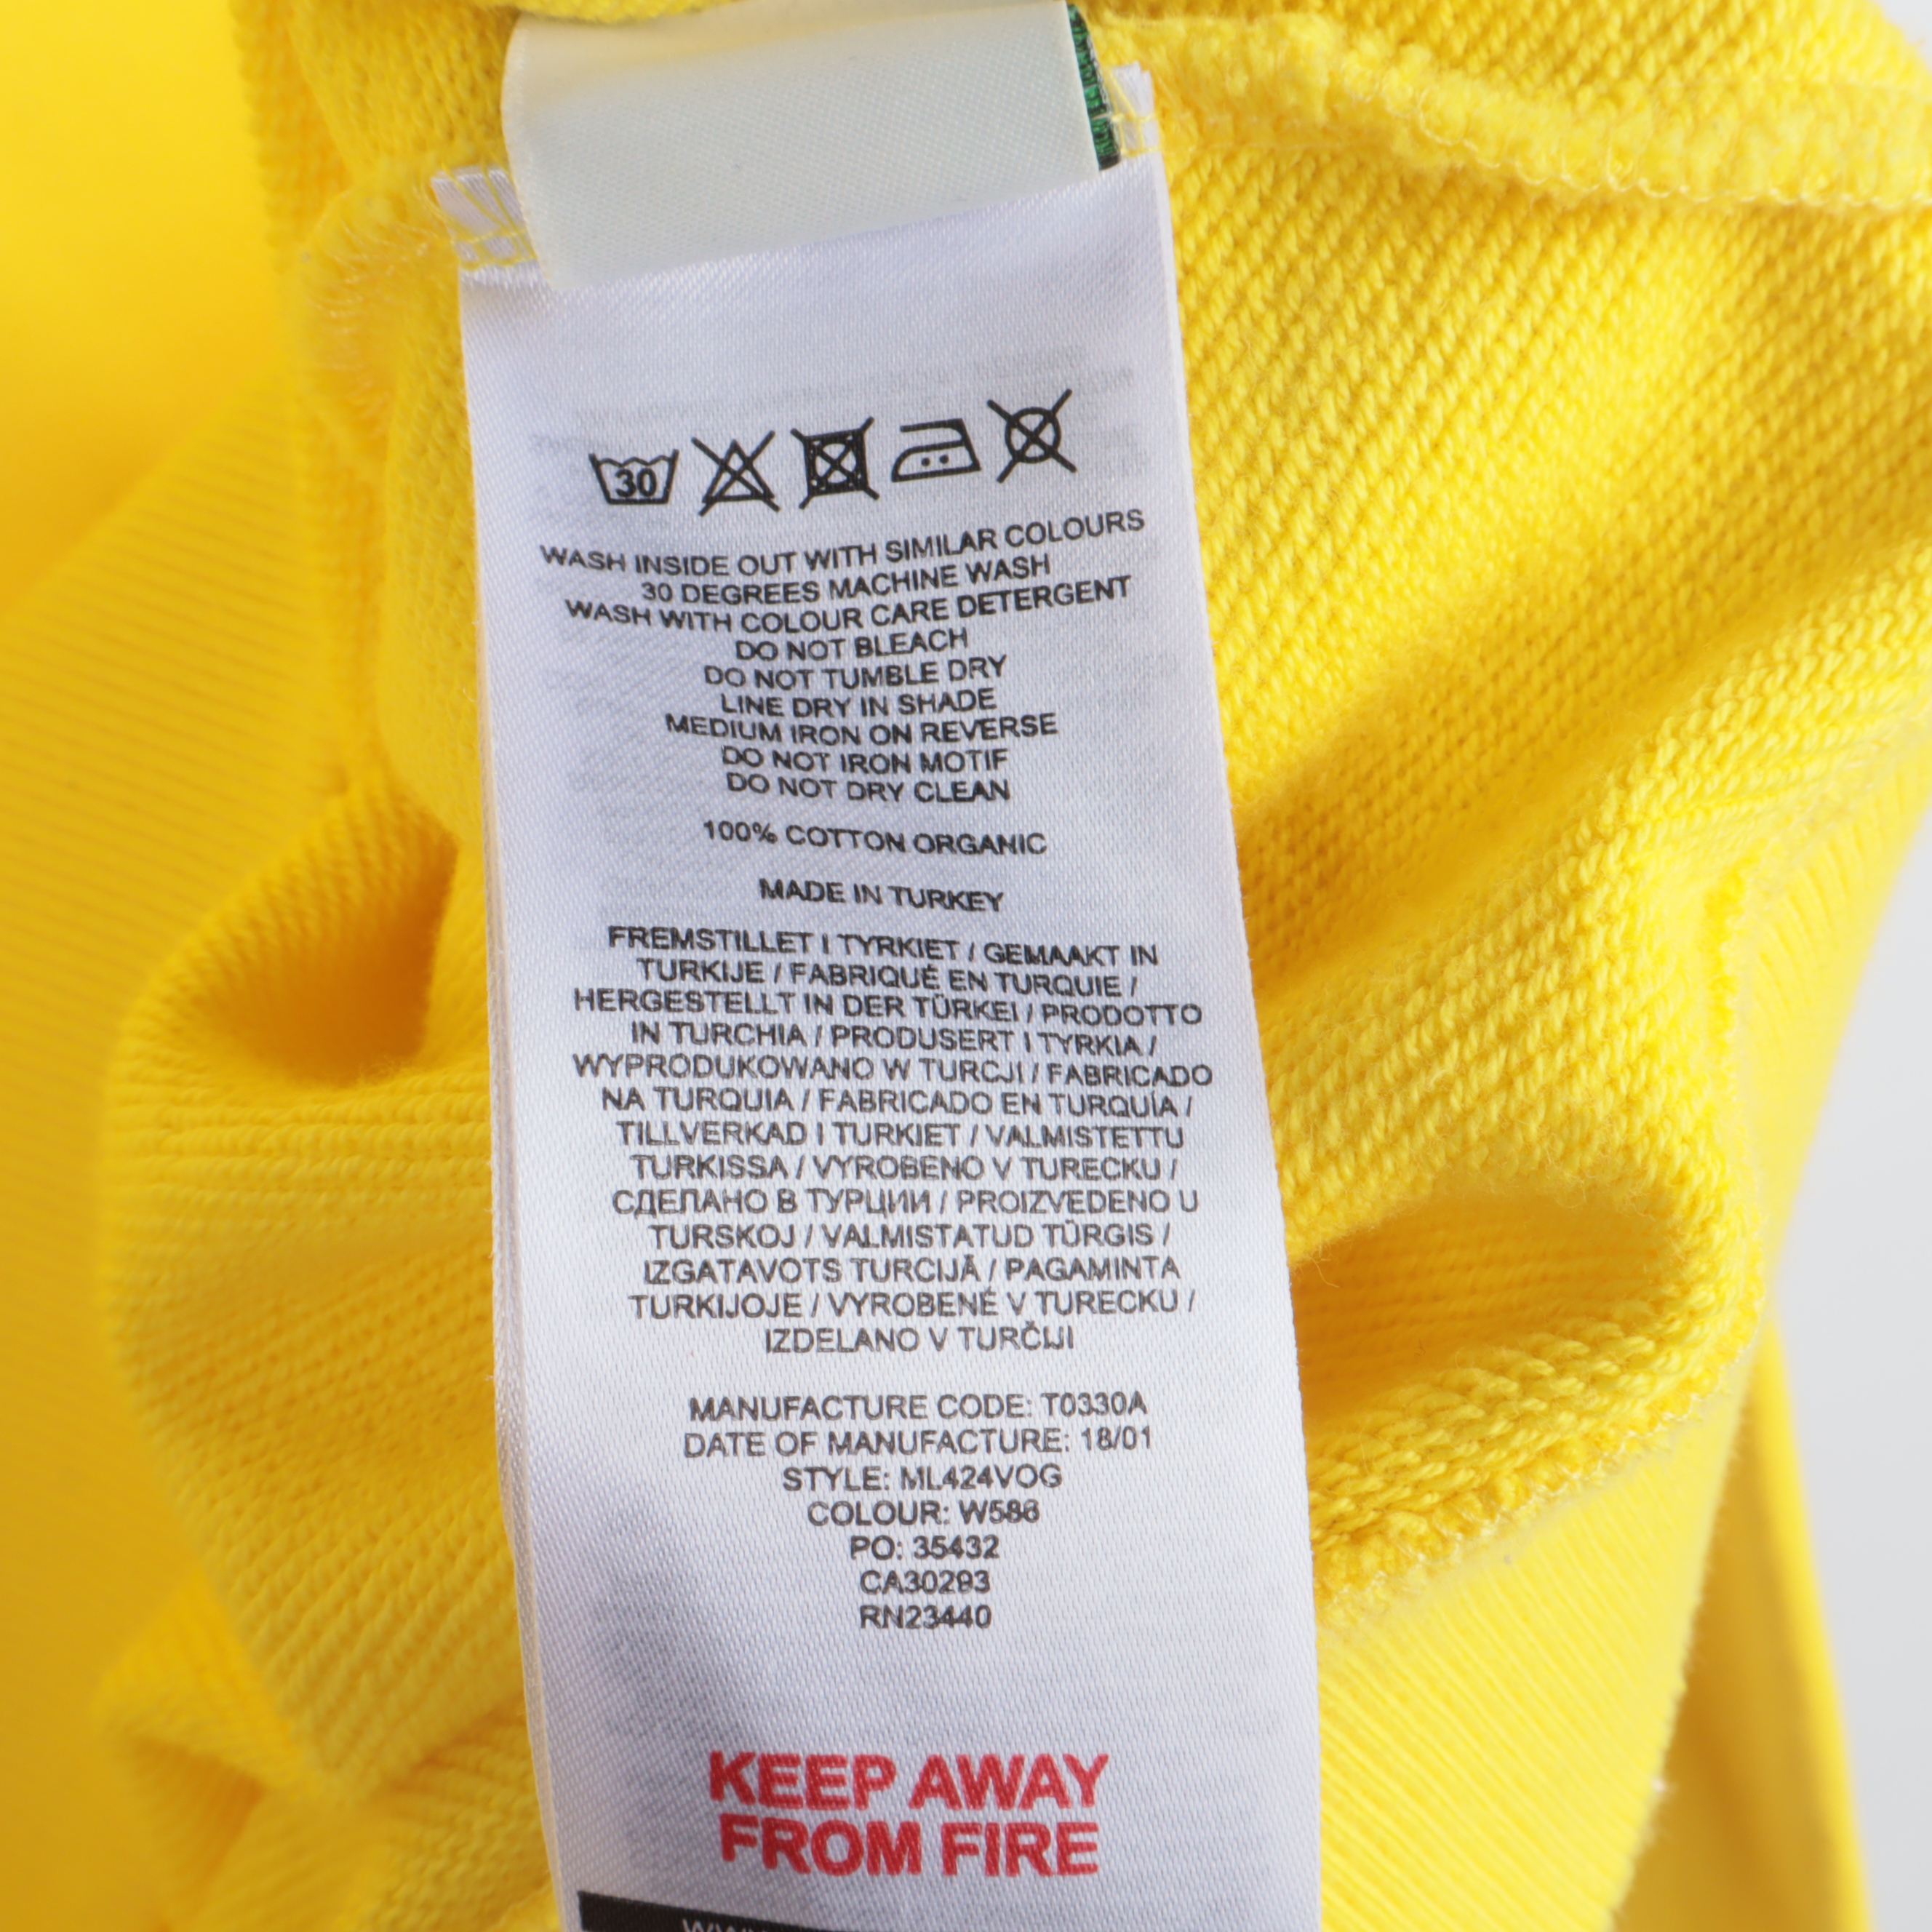 30
WASH INSIDE OUT WITH SIMILAR COLOURS
30 DEGREES MACHINE WASH
WASH WITH COLOUR CARE DETERGENT
DO NOT BLEACH
DO NOT TUMBLE DRY
LINE DRY IN SHADE
MEDIUM IRON ON REVERSE
DO NOT IRON MOTIF
DO NOT DRY CLEAN
100% COTTON ORGANIC
MADE IN TURKEY
FREMSTILLET I TYRKIET / GEMAAKT IN
TURKIJE / FABRIQUÉ EN TURQUIE /
HERGESTELLT IN DER TÜRKEI / PRODOTTO
IN TURCHIA / PRODUSERT I TYRKIA /
WYPRODUKOWANO W TURCJI / FABRICADO
NA TURQUIA / FABRICADO EN TURQUÍA /
TILLVERKAD I TURKIET / VALMISTETTU
TURKISSA / VYROBENO V TURECKU /
СДЕЛАНО В ТУРЦИИ / PROIZVEDENO U
TURSKOJ / VALMISTATUD TÜRGIS /
IZGATAVOTS TURCIJĀ / PAGAMINTA
TURKIJOJE / VYROBENÉ V TURECKU /
IZDELANO V TURČIJI
MANUFACTURE CODE: T0330A
DATE OF MANUFACTURE: 18/01
STYLE: ML424VOG
COLOUR: W586
PO: 35432
CA30293
RN23440
KEEP AWAY
FROM FIRE